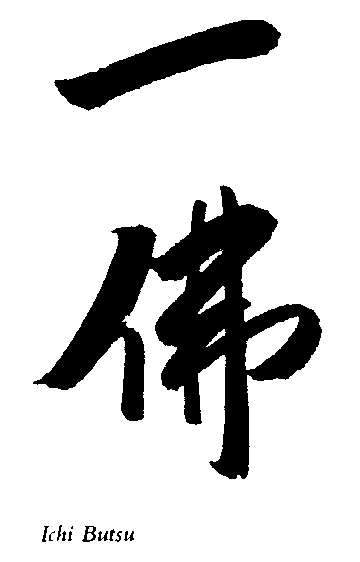 一
佛
Ichi Butsu